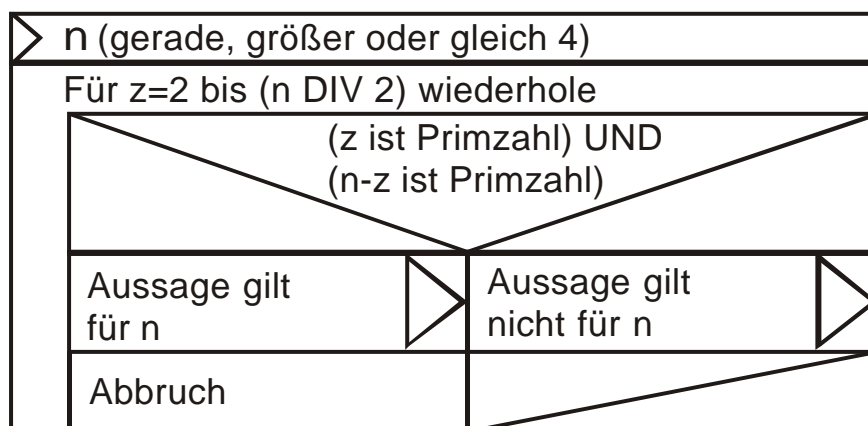 n (gerade, größer oder gleich 4)
Für z=2 bis (n DIV 2) wiederhole
(z ist Primzahl) UND
(n-z ist Primzahl)
Aussage gilt
für n
Aussage gilt
nicht für n
Abbruch